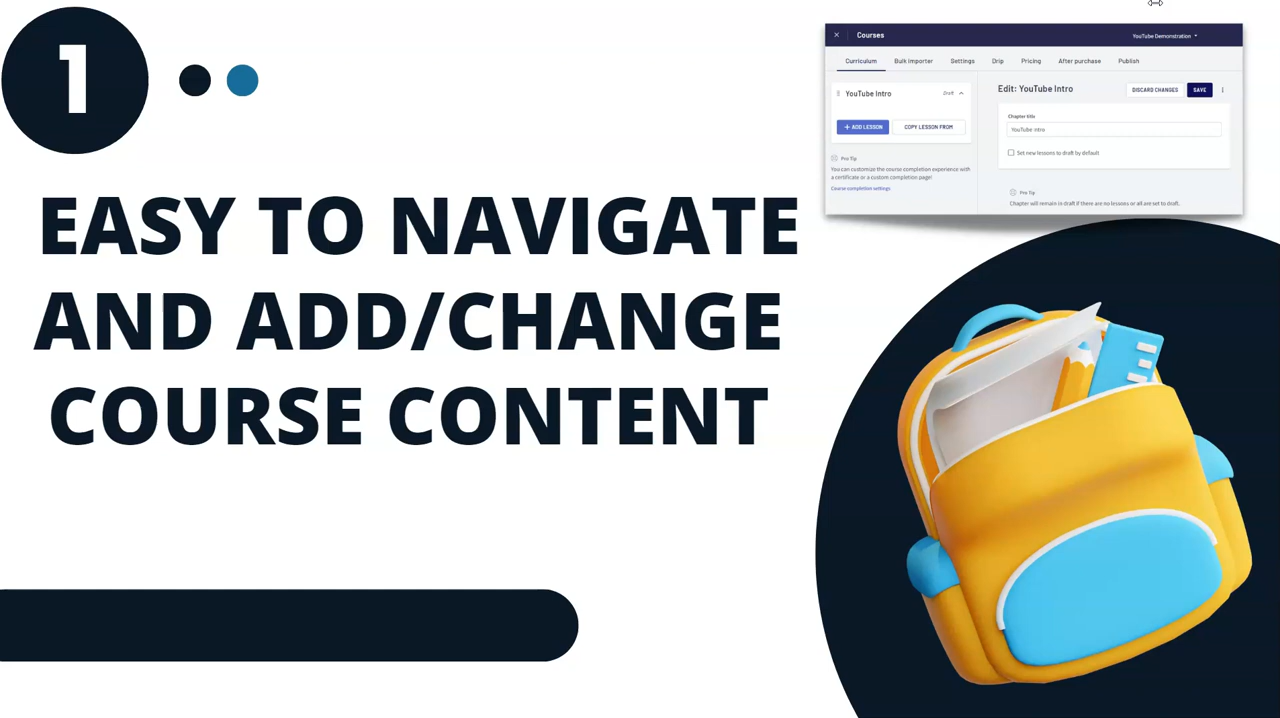 1
EASY TO NAVIGATE
AND ADD/CHANGE
COURSE CONTENT
Courses
YouTube Demonstration
Curriculum Bulk importer Settings Drip Pricing After purchase Publish
YouTube Intro Draft
+ ADD LESSON COPY LESSON FROM
Pro Tip
You can customize the course completion experience with
a certificate or a custom completion page!
Course completion settings
Edit: YouTube Intro DISCARD CHANGES SAVE
Chapter title
YouTube Intro
Set new lessons to draft by default
Pro Tip
Chapter will remain in draft if there are no lessons or all are set to draft.